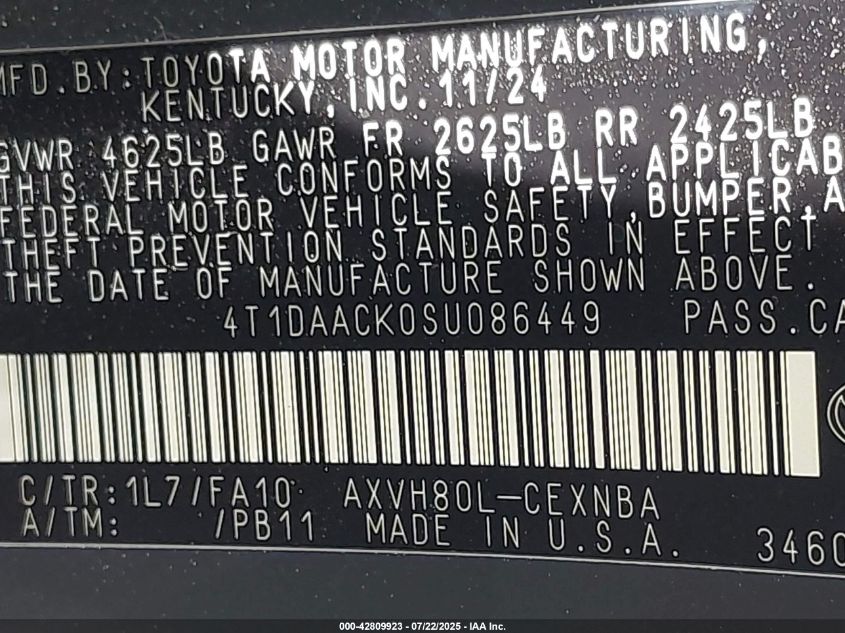 MFD.BY:TOYOTA MOTOR MANUFACTURING,
KENTUCKY, INC. 11/24
GVWR 4625LB GAWR FR 2625LB RR 2425LB
THIS VEHICLE CONFORMS TO ALL APPLICAB
FEDERAL MOTOR VEHICLE SAFETY, BUMPER, A
THEFT PREVENTION STANDARDS IN EFFECT
THE DATE OF MANUFACTURE SHOWN ABOVE.
4T1DAACK0SU086449 PASS.CA
C/TR:1L7/FA10 AXVH80L-CEXNBA
A/TM: /PB11 MADE IN U.S.A. 346
000-42809923 - 07/22/2025 - IAA Inc.